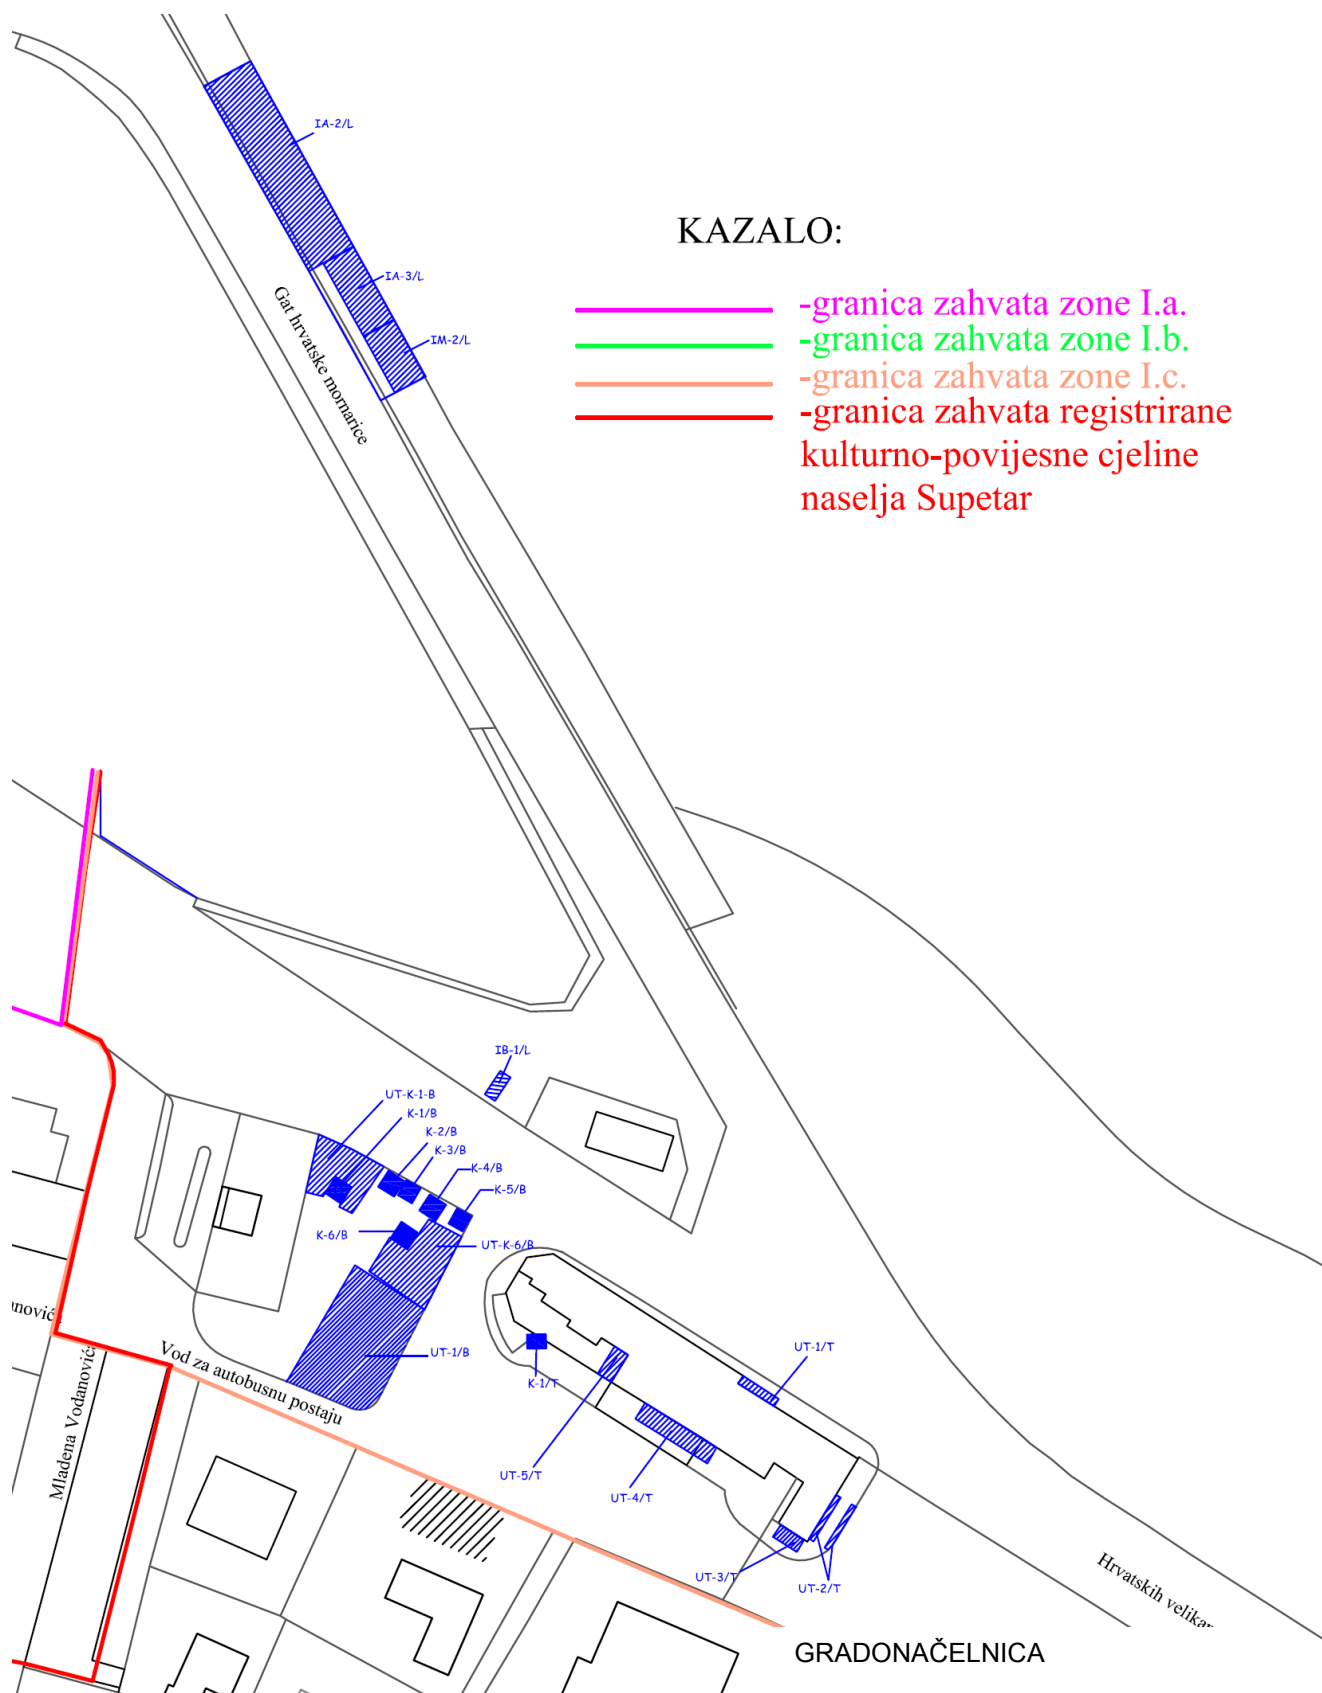 IA-2/L
KAZALO:
IA-3/L
Gat hrvatske mornarice
-granica zahvata zone I.a.
-granica zahvata zone I.b.
IM-2/L
-granica zahvata zone I.c.
-granica zahvata registrirane
kulturno-povijesne cjeline
naselja Supetar
IB-1/L
UT-K-1-B
K-1/B
K-2/B
K-3/B
K-4/B
K-5/B
K-6/B
UT-K-6/B
UT-1/B
Vod za autobusnu postaju
Mladena Vodanovića
K-1/T
UT-1/T
UT-5/T
UT-4/T
UT-3/T
UT-2/T
Hrvatskih
GRADONAČELNICA